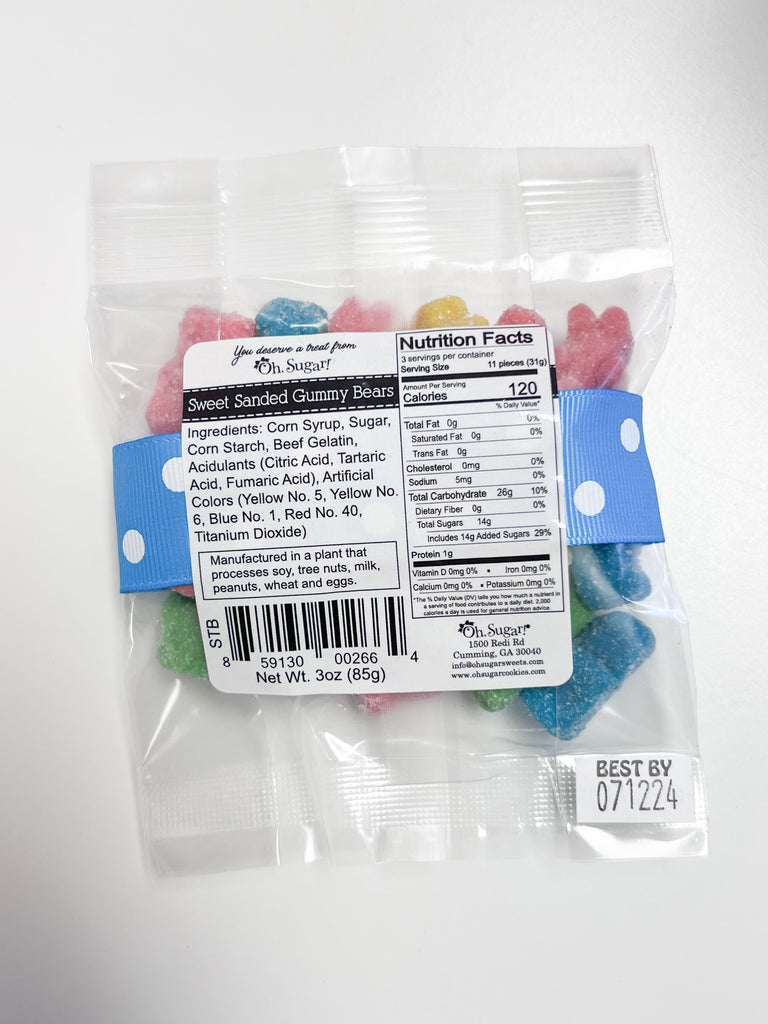 You deserve a treat from
Oh, Sugar!
Sweet Sanded Gummy Bears
Ingredients: Corn Syrup, Sugar,
Corn Starch, Beef Gelatin,
Acidulants (Citric Acid, Tartaric
Acid, Fumaric Acid), Artificial
Colors (Yellow No. 5, Yellow No.
6, Blue No. 1, Red No. 40,
Titanium Dioxide)
Manufactured in a plant that
processes soy, tree nuts, milk,
peanuts, wheat and eggs.
STB
8 59130 00266 4
Net Wt. 3oz (85g)
Nutrition Facts
3 servings per container
Serving Size 11 pieces (31g)
Amount Per Serving
Calories 120
% Daily Value*
Total Fat 0g 0%
Saturated Fat 0g 0%
Trans Fat 0g
Cholesterol 0mg 0%
Sodium 5mg 0%
Total Carbohydrate 26g 10%
Dietary Fiber 0g 0%
Total Sugars 14g
Includes 14g Added Sugars 29%
Protein 1g
Vitamin D 0mg 0% • Iron 0mg 0%
Calcium 0mg 0% • Potassium 0mg 0%
*The % Daily Value (DV) tells you how much a nutrient in
a serving of food contributes to a daily diet. 2,000
calories a day is used for general nutrition advice.
Oh, Sugar!
1500 Redi Rd
Cumming, GA 30040
info@ohsugarsweets.com
www.ohsugarcookies.com
BEST BY
071224